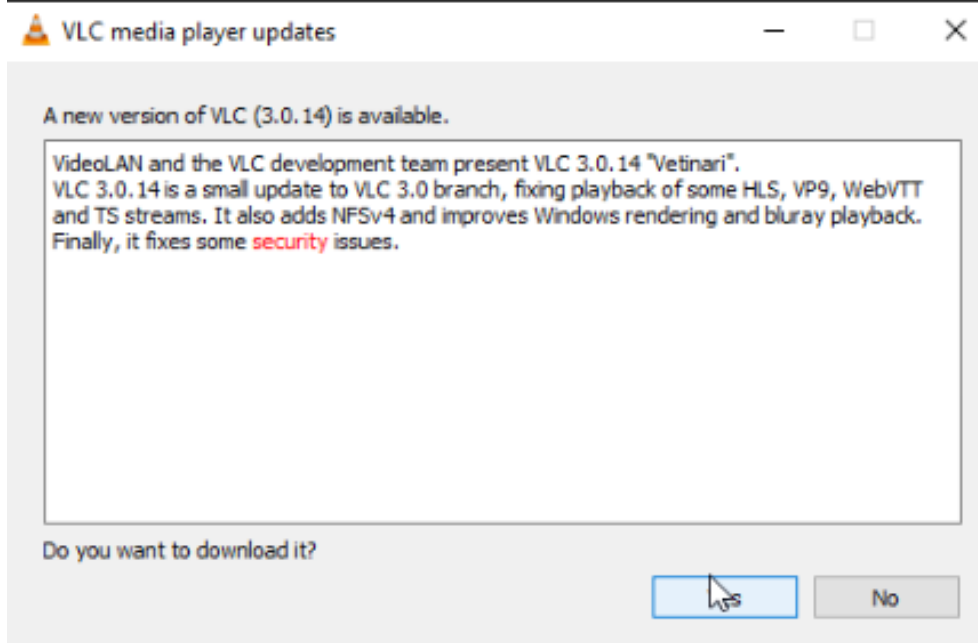 VLC media player updates
A new version of VLC (3.0.14) is available.
VideoLAN and the VLC development team present VLC 3.0.14 "Vetinari".
VLC 3.0.14 is a small update to VLC 3.0 branch, fixing playback of some HLS, VP9, WebVTT
and TS streams. It also adds NFSv4 and improves Windows rendering and bluray playback.
Finally, it fixes some security issues.
Do you want to download it?
No